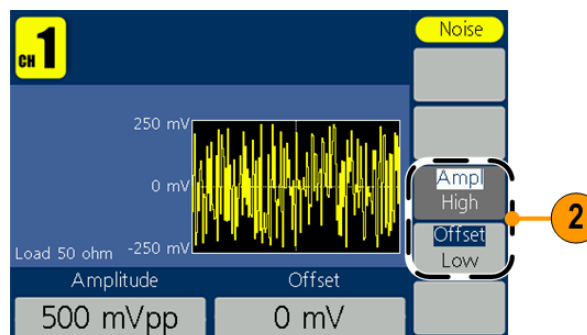 CH 1
Noise
250 mV
0 mV
-250 mV
Load 50 ohm
Ampl
High
Offset
Low
2
Amplitude
Offset
500 mVpp
0 mV